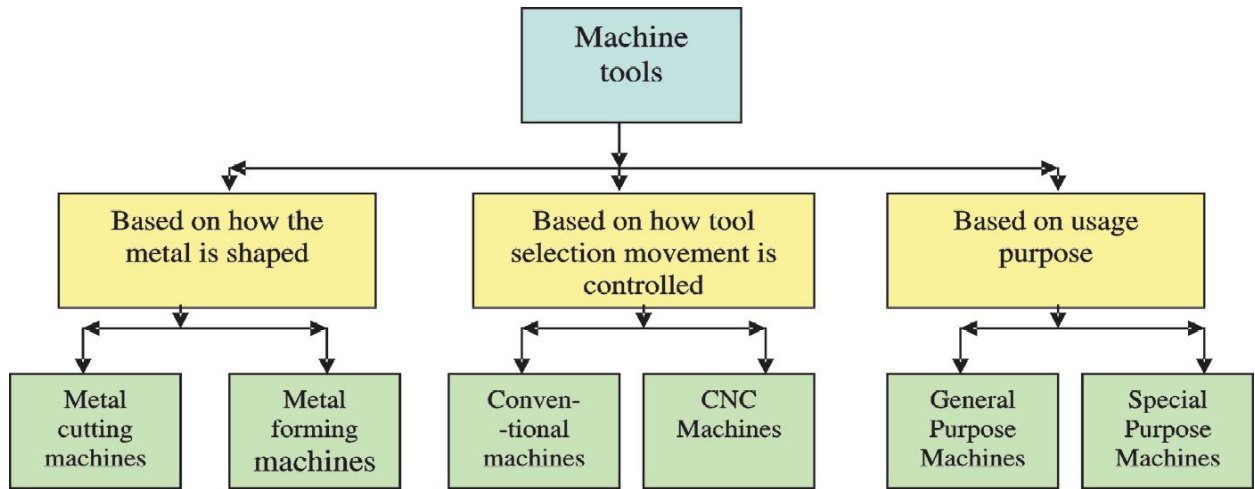 Machine
tools
Based on how the
metal is shaped
Based on how tool
selection movement is
controlled
Based on usage
purpose
Metal
cutting
machines
Metal
forming
machines
Conven-
-tional
machines
CNC
Machines
General
Purpose
Machines
Special
Purpose
Machines